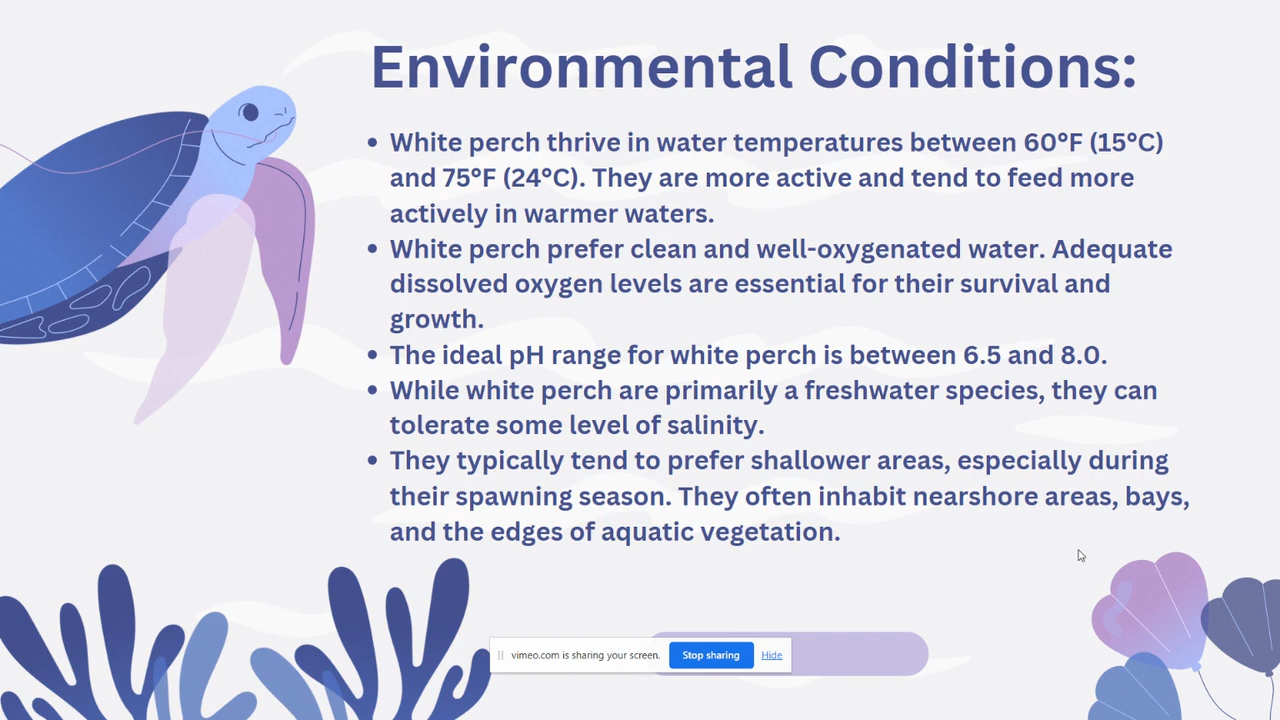 Environmental Conditions:
• White perch thrive in water temperatures between 60°F (15°C)
and 75°F (24°C). They are more active and tend to feed more
actively in warmer waters.
• White perch prefer clean and well-oxygenated water. Adequate
dissolved oxygen levels are essential for their survival and
growth.
• The ideal pH range for white perch is between 6.5 and 8.0.
• While white perch are primarily a freshwater species, they can
tolerate some level of salinity.
• They typically tend to prefer shallower areas, especially during
their spawning season. They often inhabit nearshore areas, bays,
and the edges of aquatic vegetation.
vimeo.com is sharing your screen. Stop sharing Hide